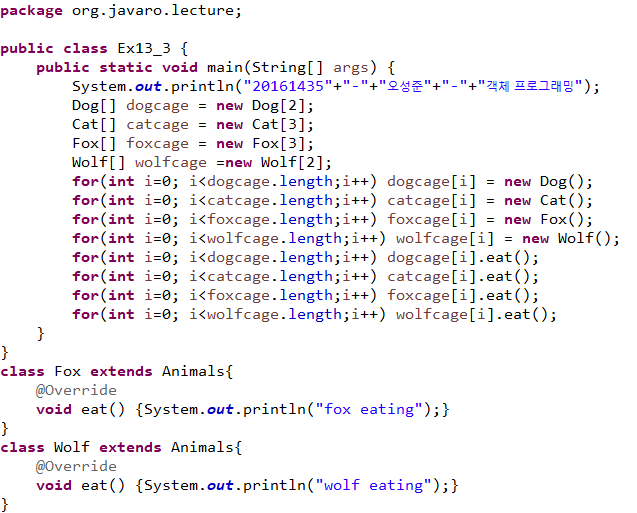 package org.javaro.lecture;

public class Ex13_3 {
    public static void main(String[] args) {
        System.out.println("20161435"+"-"+"오성준"+"-"+"객체 프로그래밍");
        Dog[] dogcage = new Dog[2];
        Cat[] catcage = new Cat[3];
        Fox[] foxcage = new Fox[3];
        Wolf[] wolfcage =new Wolf[2];
        for(int i=0; i<dogcage.length;i++) dogcage[i] = new Dog();
        for(int i=0; i<catcage.length;i++) catcage[i] = new Cat();
        for(int i=0; i<foxcage.length;i++) foxcage[i] = new Fox();
        for(int i=0; i<wolfcage.length;i++) wolfcage[i] = new Wolf();
        for(int i=0; i<dogcage.length;i++) dogcage[i].eat();
        for(int i=0; i<catcage.length;i++) catcage[i].eat();
        for(int i=0; i<foxcage.length;i++) foxcage[i].eat();
        for(int i=0; i<wolfcage.length;i++) wolfcage[i].eat();
    }
}
class Fox extends Animals{
    @Override
    void eat() {System.out.println("fox eating");}
}
class Wolf extends Animals{
    @Override
    void eat() {System.out.println("wolf eating");}
}